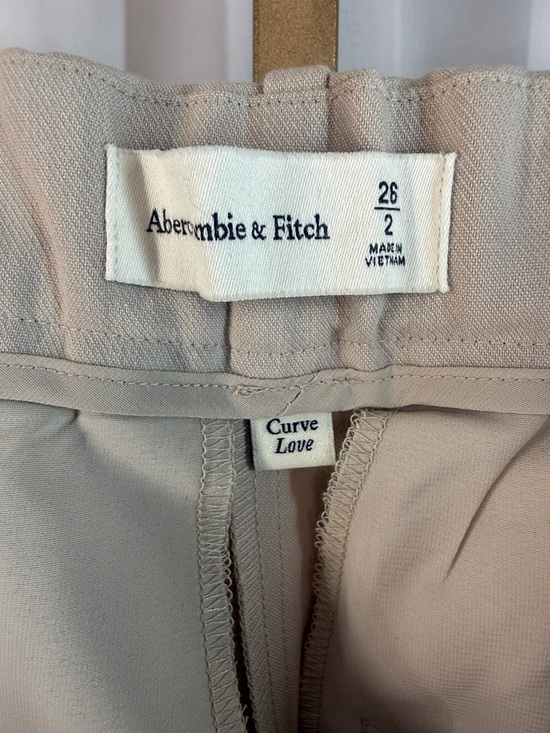 Abercrombie & Fitch
26
2
MADE IN
VIETNAM
Curve
Love